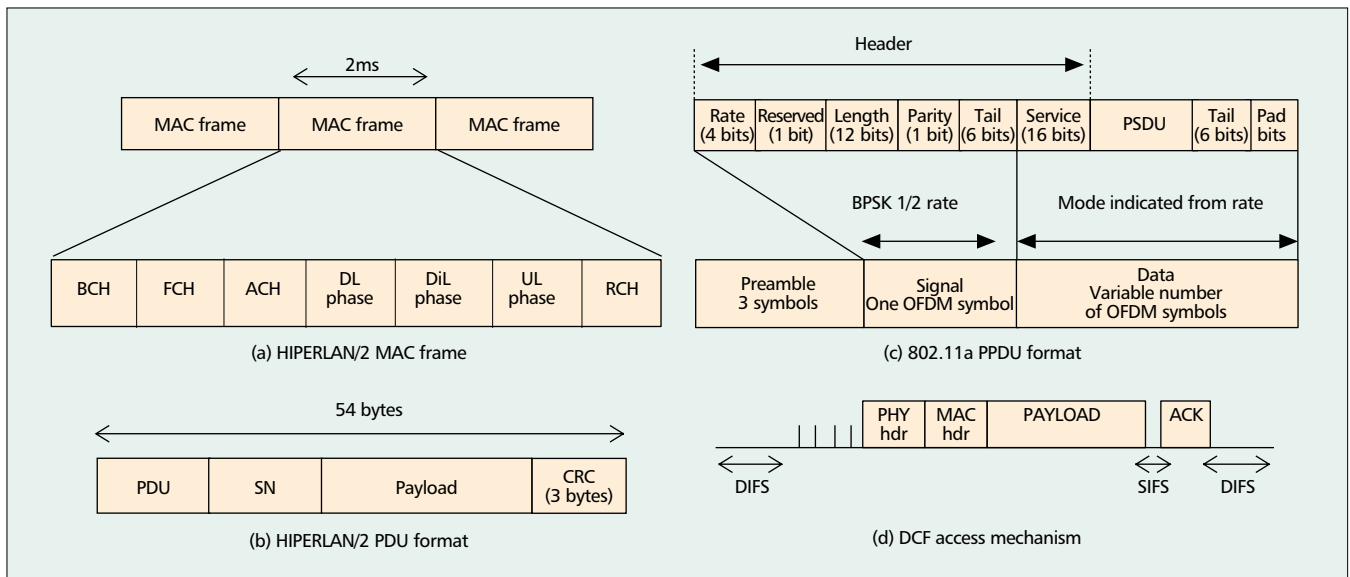 2ms
MAC frame
MAC frame
MAC frame
BCH
FCH
ACH
DL
phase
DiL
phase
UL
phase
RCH
(a) HIPERLAN/2 MAC frame
54 bytes
PDU
SN
Payload
CRC
(3 bytes)
(b) HIPERLAN/2 PDU format
Header
Rate
(4 bits)
Reserved
(1 bit)
Length
(12 bits)
Parity
(1 bit)
Tail
(6 bits)
Service
(16 bits)
PSDU
Tail
(6 bits)
Pad
bits
BPSK 1/2 rate
Mode indicated from rate
Preamble
3 symbols
Signal
One OFDM symbol
Data
Variable number
of OFDM symbols
(c) 802.11a PPDU format
PHY
hdr
MAC
hdr
PAYLOAD
ACK
DIFS
SIFS
DIFS
(d) DCF access mechanism